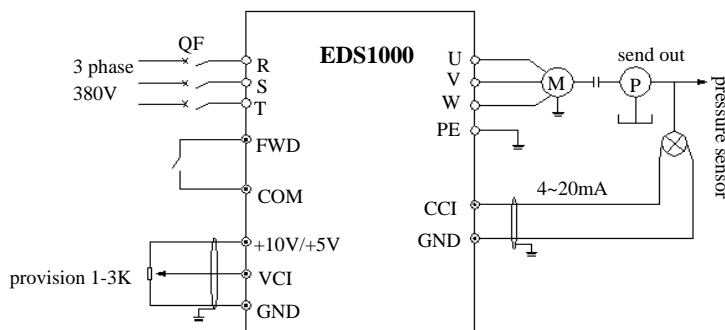 QF
EDS1000
3 phase
380V
R
S
T
FWD
COM
+10V/+5V
provision 1-3K
VCI
GND
U
V
W
PE
M
send out
P
pressure sensor
4~20mA
CCI
GND